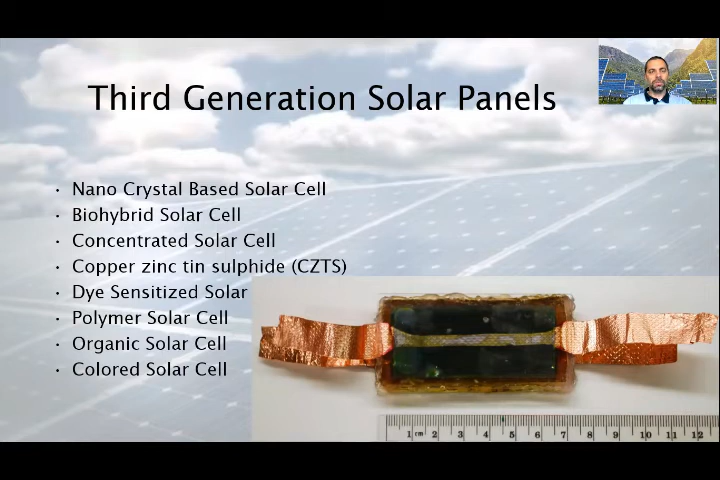 Third Generation Solar Panels
• Nano Crystal Based Solar Cell
• Biohybrid Solar Cell
• Concentrated Solar Cell
• Copper zinc tin sulphide (CZTS)
• Dye Sensitized Solar
• Polymer Solar Cell
• Organic Solar Cell
• Colored Solar Cell
1 cm 2 3 4 5 6 7 8 9 10 11 12